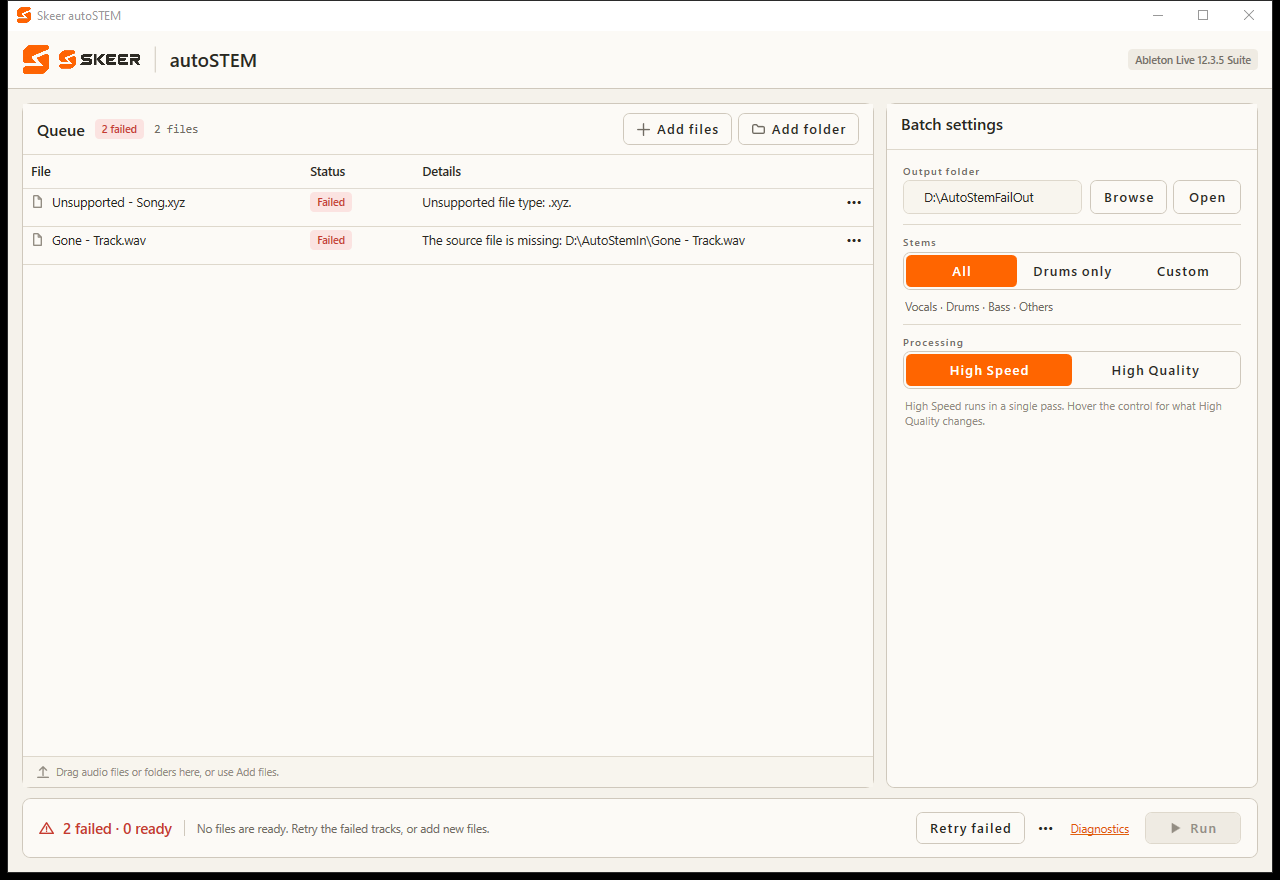 Skeer autoSTEM
SKEER autoSTEM
Ableton Live 12.3.5 Suite
Queue 2 failed 2 files
Add files
Add folder
File Status Details
Unsupported - Song.xyz Failed Unsupported file type: .xyz.
Gone - Track.wav Failed The source file is missing: D:\AutoStemIn\Gone - Track.wav
Drag audio files or folders here, or use Add files.
Batch settings
Output folder
D:\AutoStemFailOut Browse Open
Stems
All Drums only Custom
Vocals · Drums · Bass · Others
Processing
High Speed High Quality
High Speed runs in a single pass. Hover the control for what High
Quality changes.
2 failed · 0 ready No files are ready. Retry the failed tracks, or add new files.
Retry failed ••• Diagnostics Run